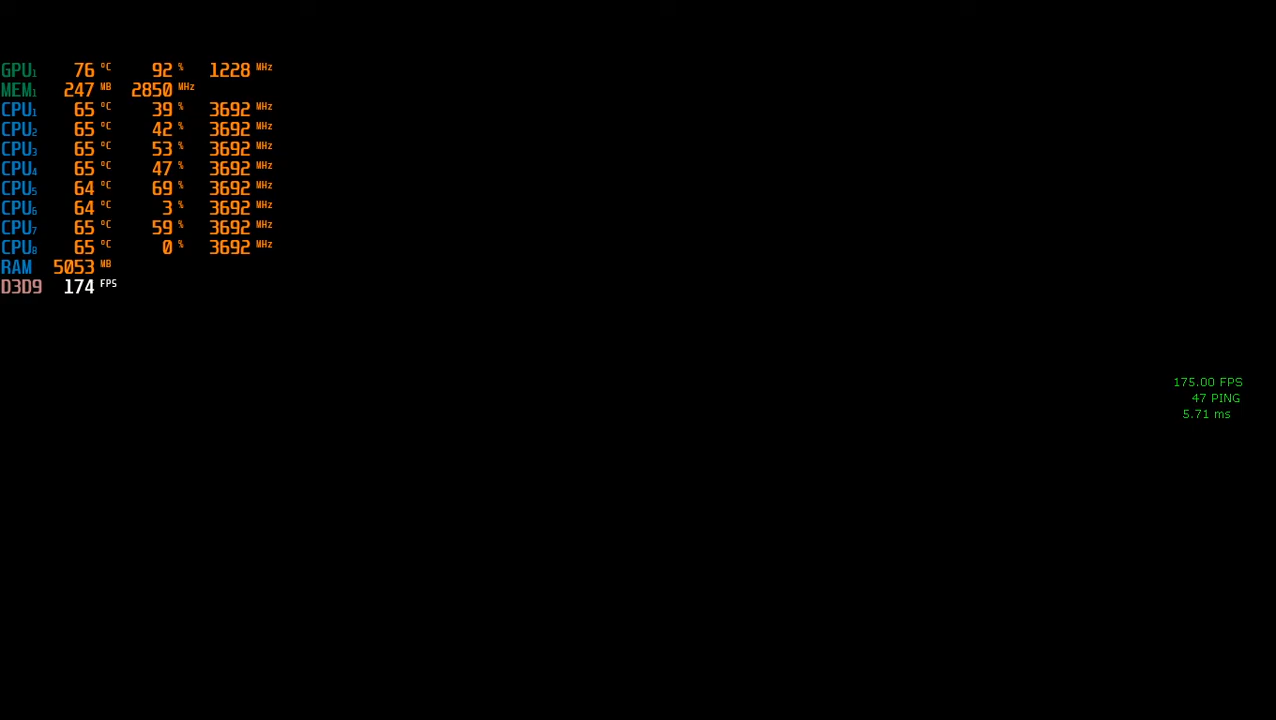 GPU1 76 °C 92 % 1228 MHz
MEM1 247 MB 2850 MHz
CPU1 65 °C 39 % 3692 MHz
CPU2 65 °C 42 % 3692 MHz
CPU3 65 °C 53 % 3692 MHz
CPU4 65 °C 47 % 3692 MHz
CPU5 64 °C 69 % 3692 MHz
CPU6 64 °C 3 % 3692 MHz
CPU7 65 °C 59 % 3692 MHz
CPU8 65 °C 0 % 3692 MHz
RAM 5053 MB
D3D9 174 FPS
175.00 FPS
47 PING
5.71 ms